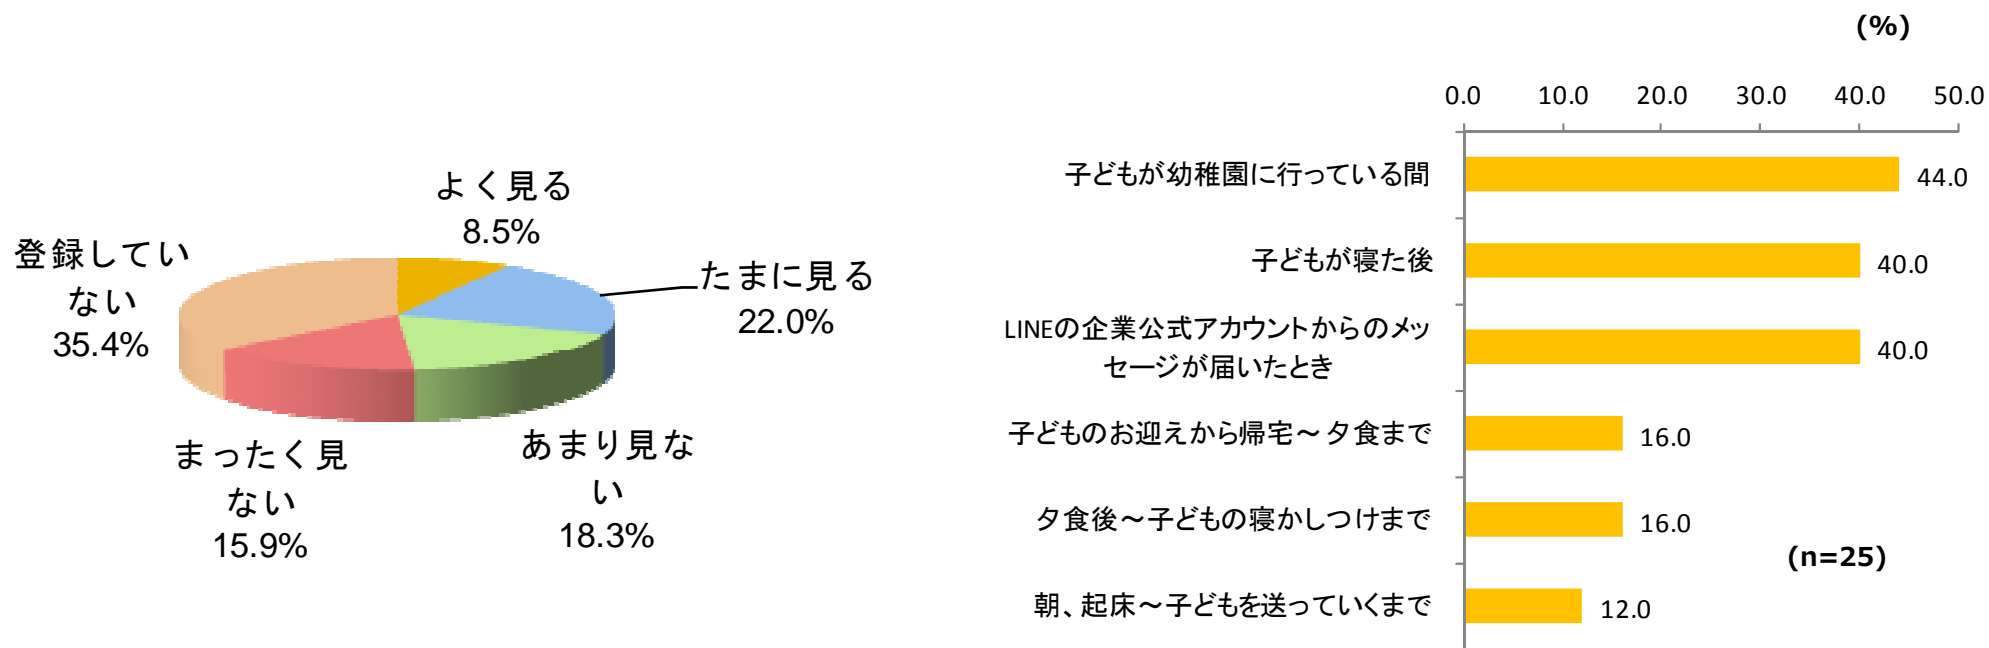 よく見る
8.5%
たまに見る
22.0%
あまり見な
い
18.3%
まったく見
ない
15.9%
登録してい
ない
35.4%
(%)
0.0 10.0 20.0 30.0 40.0 50.0
子どもが幼稚園に行っている間 44.0
子どもが寝た後 40.0
LINEの企業公式アカウントからのメッ
セージが届いたとき 40.0
子どものお迎えから帰宅～夕食まで 16.0
夕食後～子どもの寝かしつけまで 16.0
(n=25)
朝、起床～子どもを送っていくまで 12.0